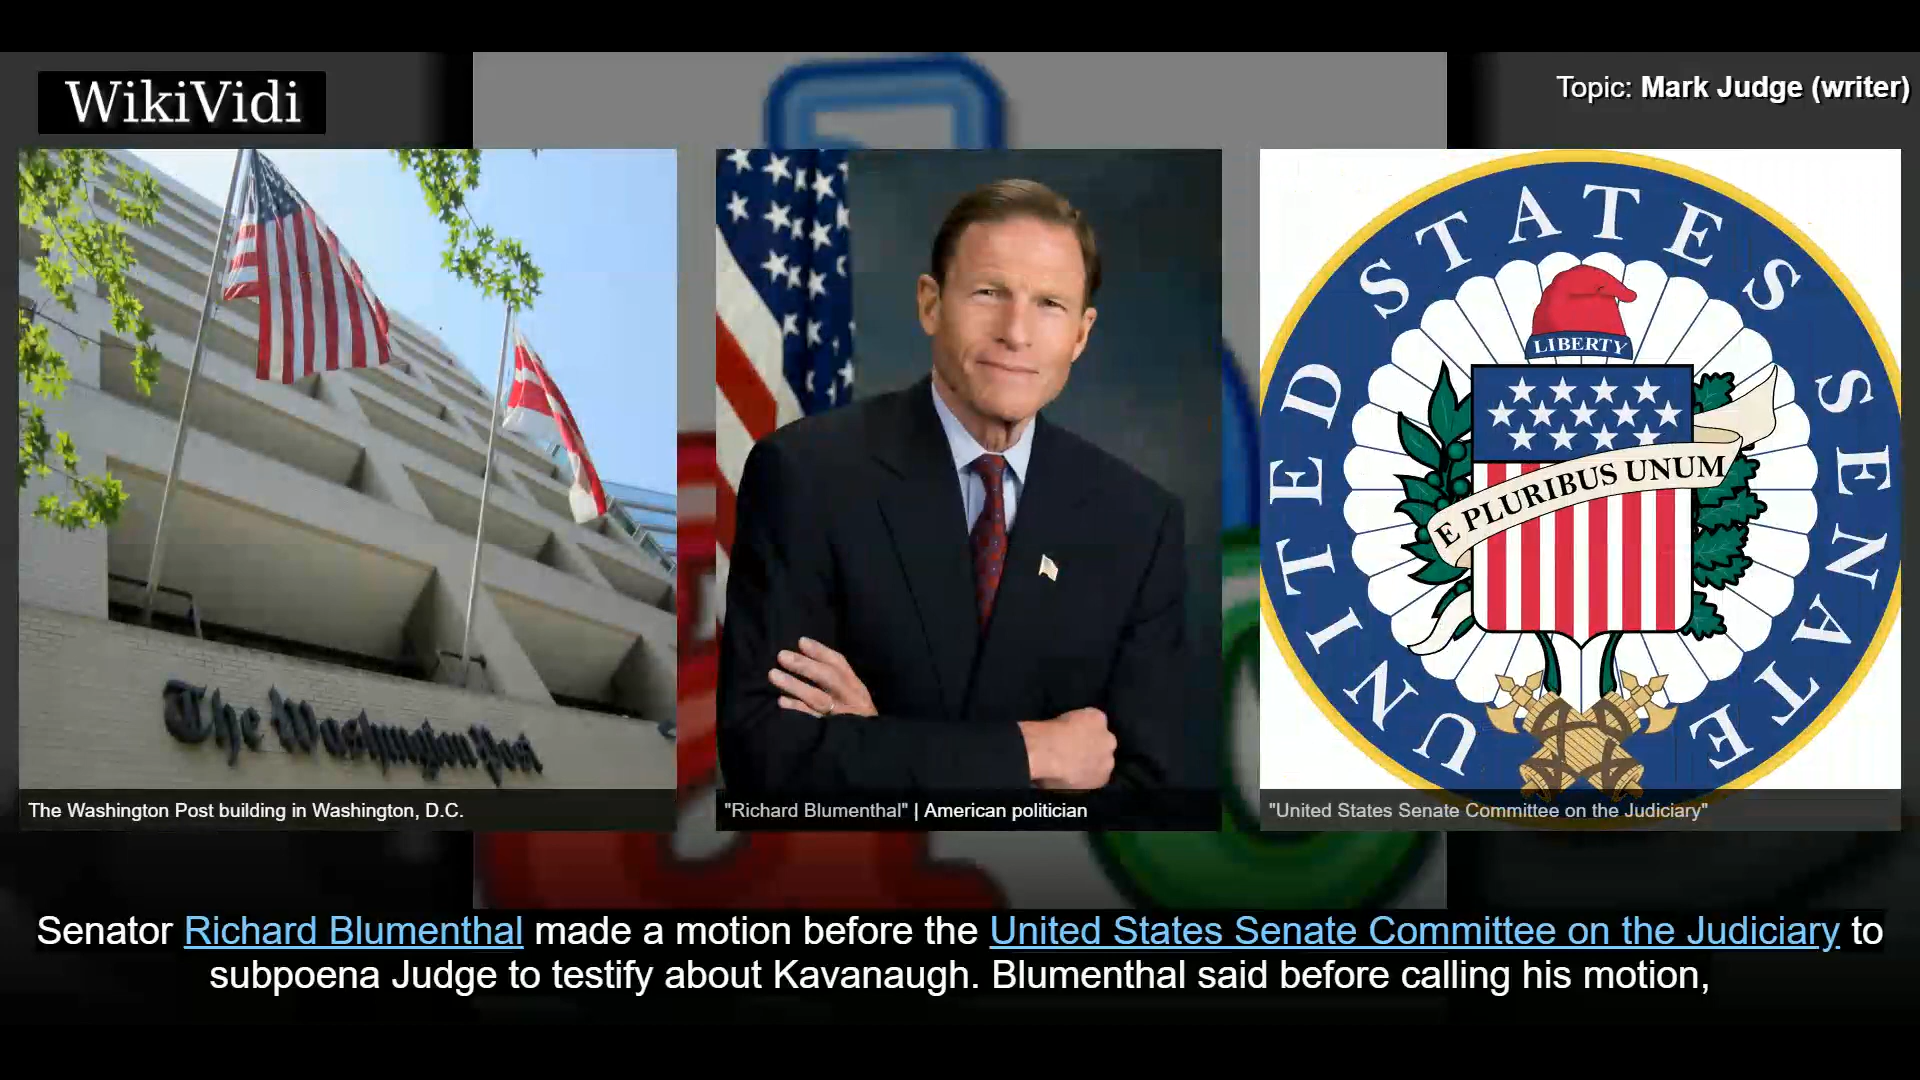 WikiVidi
Topic: Mark Judge (writer)
The Washington Post
UNITED STATES SENATE
LIBERTY
E PLURIBUS UNUM
The Washington Post building in Washington, D.C.
"Richard Blumenthal" | American politician
"United States Senate Committee on the Judiciary"
Senator Richard Blumenthal made a motion before the United States Senate Committee on the Judiciary to
subpoena Judge to testify about Kavanaugh. Blumenthal said before calling his motion,